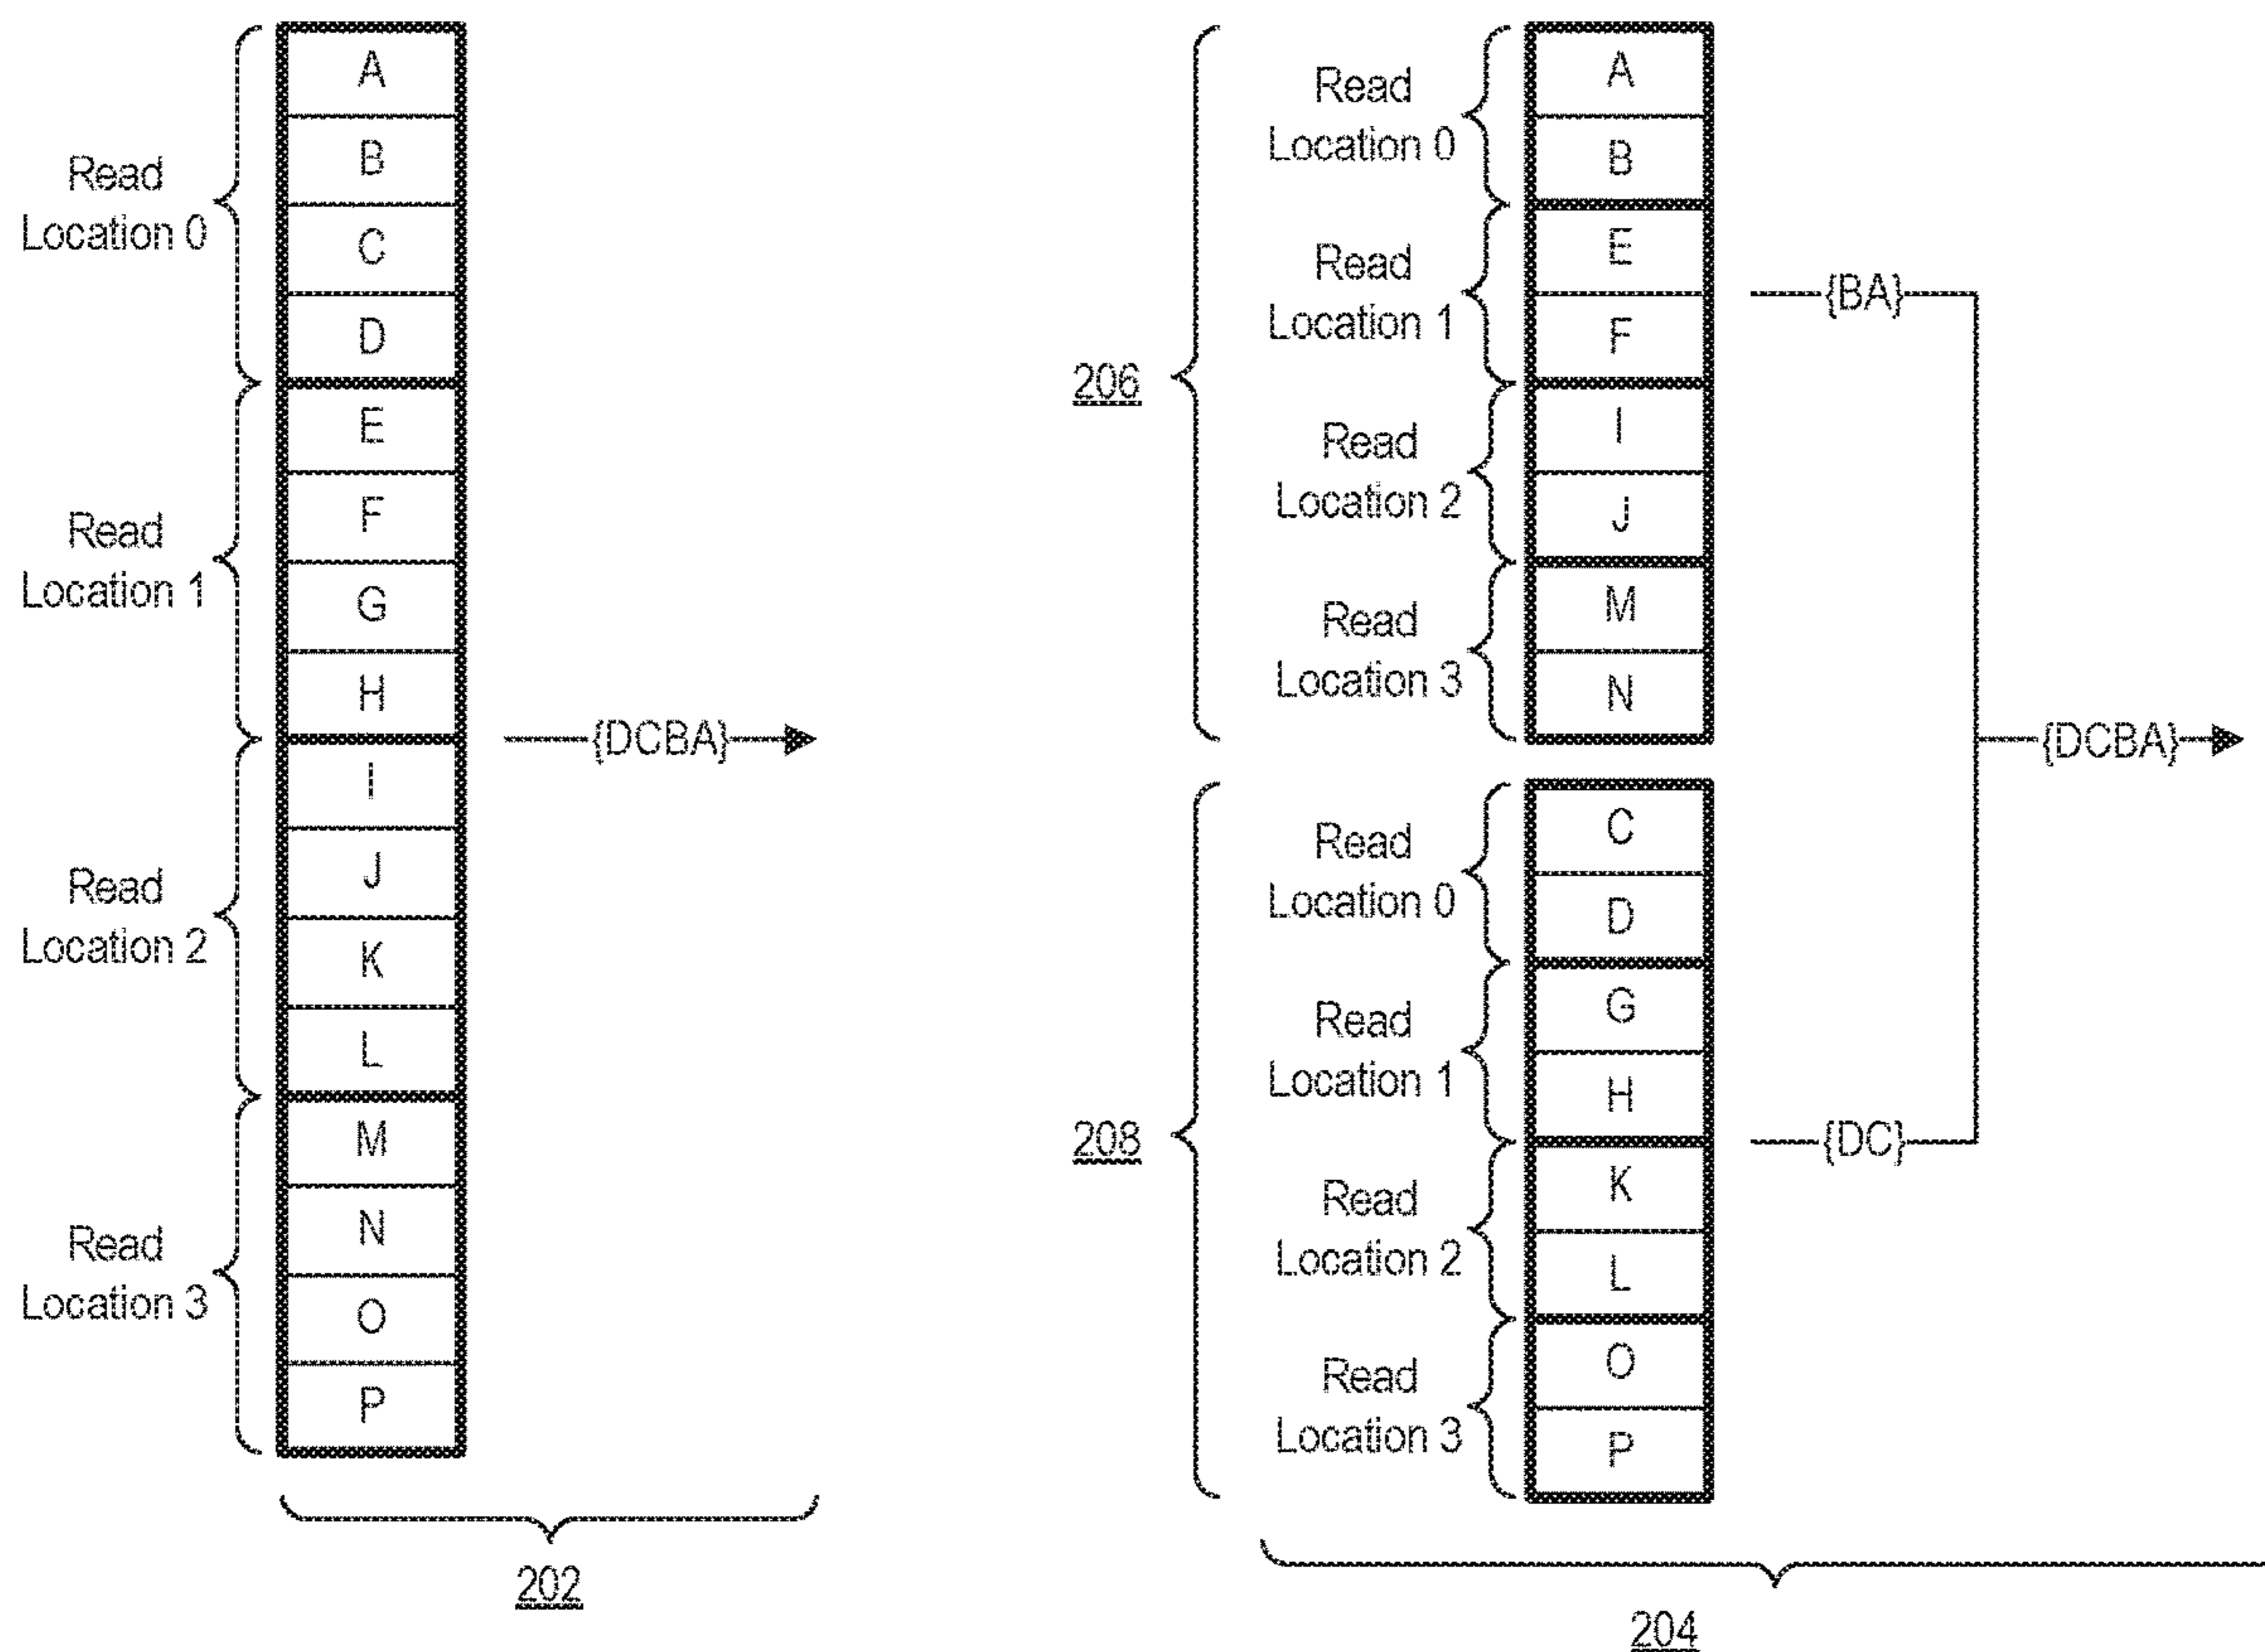 A
B
C
D
E
F
G
H
I
J
K
L
M
N
O
P
Read
Location 0
Read
Location 1
Read
Location 2
Read
Location 3
{DCBA}
202
206
Read
Location 0
Read
Location 1
Read
Location 2
Read
Location 3
A
B
E
F
I
J
M
N
{BA}
208
Read
Location 0
Read
Location 1
Read
Location 2
Read
Location 3
C
D
G
H
K
L
O
P
{DC}
{DCBA}
204